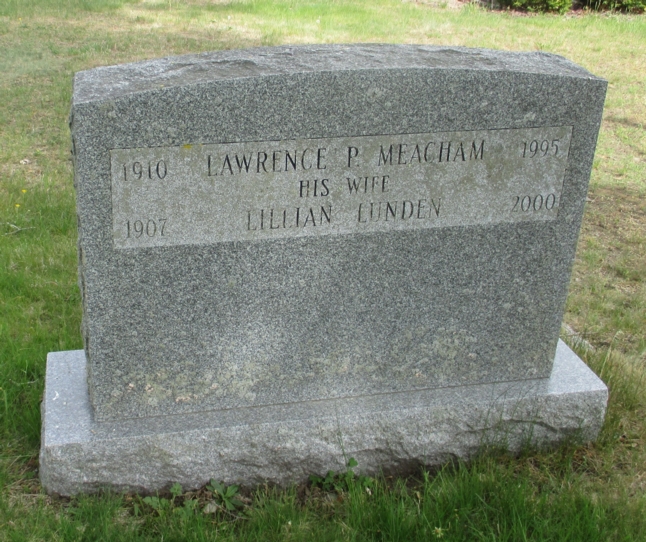 1910 LAWRENCE P. MEACHAM 1995
HIS WIFE
1907 LILLIAN LUNDEN 2000